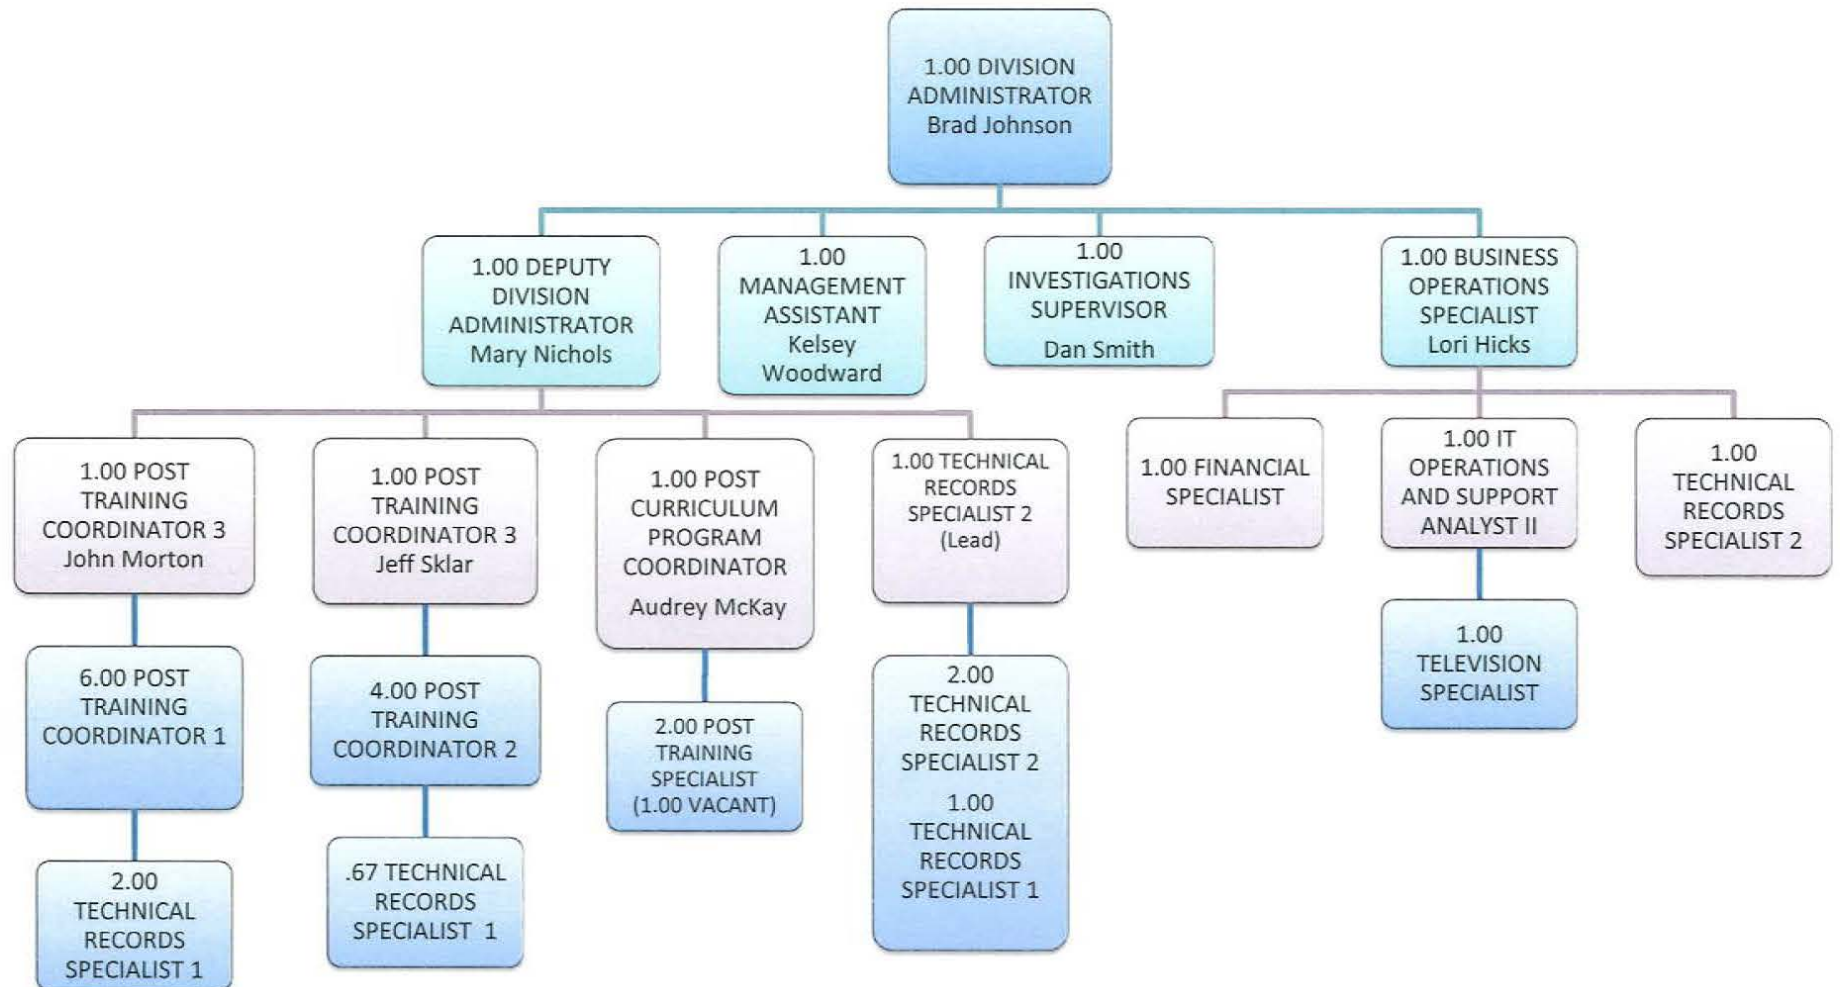 1.00 DIVISION
ADMINISTRATOR
Brad Johnson
1.00 DEPUTY
DIVISION
ADMINISTRATOR
Mary Nichols
1.00
MANAGEMENT
ASSISTANT
Kelsey
Woodward
1.00
INVESTIGATIONS
SUPERVISOR
Dan Smith
1.00 BUSINESS
OPERATIONS
SPECIALIST
Lori Hicks
1.00 POST
TRAINING
COORDINATOR 3
John Morton
1.00 POST
TRAINING
COORDINATOR 3
Jeff Sklar
1.00 POST
CURRICULUM
PROGRAM
COORDINATOR
Audrey McKay
1.00 TECHNICAL
RECORDS
SPECIALIST 2
(Lead)
1.00 FINANCIAL
SPECIALIST
1.00 IT
OPERATIONS
AND SUPPORT
ANALYST II
1.00
TECHNICAL
RECORDS
SPECIALIST 2
6.00 POST
TRAINING
COORDINATOR 1
4.00 POST
TRAINING
COORDINATOR 2
2.00 POST
TRAINING
SPECIALIST
(1.00 VACANT)
2.00
TECHNICAL
RECORDS
SPECIALIST 2
1.00
TECHNICAL
RECORDS
SPECIALIST 1
1.00
TELEVISION
SPECIALIST
2.00
TECHNICAL
RECORDS
SPECIALIST 1
.67 TECHNICAL
RECORDS
SPECIALIST 1